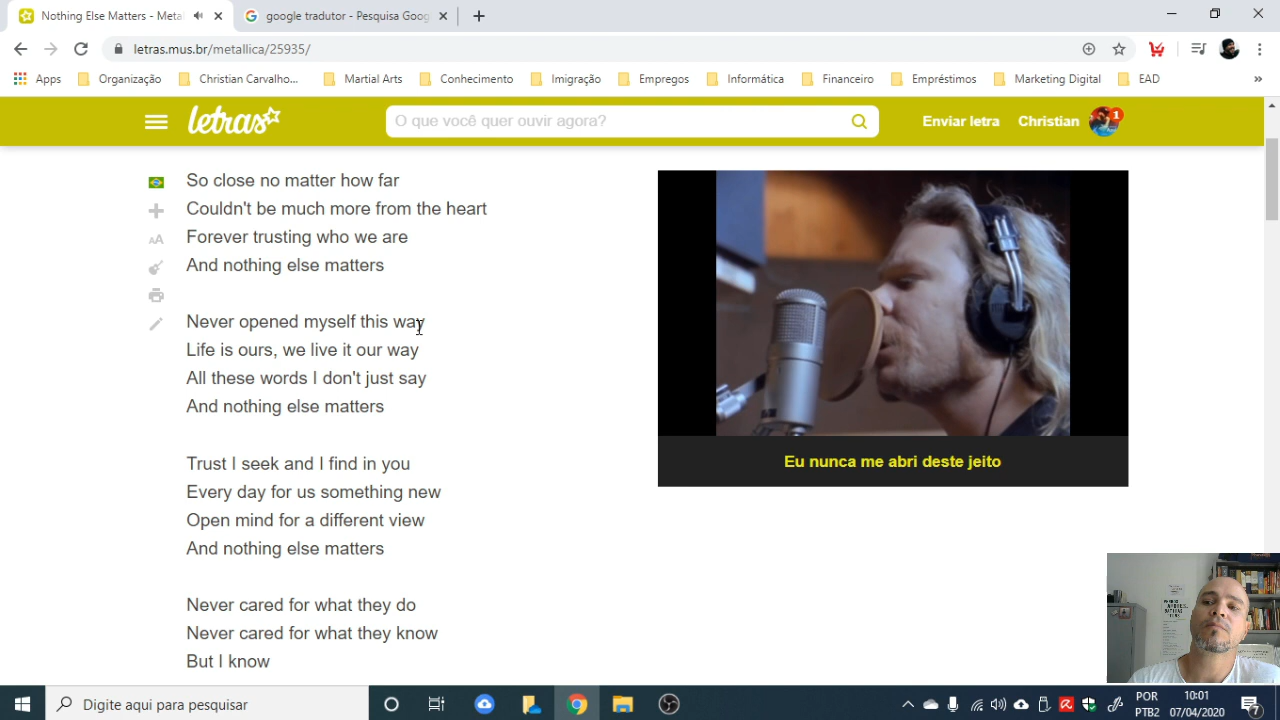 Nothing Else Matters - Meta
google tradutor - Pesquisa Goog
letras.mus.br/metallica/25935/
Apps Organização Christian Carvalho... Martial Arts Conhecimento Imigração Empregos Informática Financeiro Empréstimos Marketing Digital EAD »
letras O que você quer ouvir agora? Enviar letra Christian 1
So close no matter how far
Couldn't be much more from the heart
Forever trusting who we are
And nothing else matters
Never opened myself this way
Life is ours, we live it our way
All these words I don't just say
And nothing else matters
Trust I seek and I find in you
Every day for us something new
Open mind for a different view
And nothing else matters
Never cared for what they do
Never cared for what they know
But I know
AA
Eu nunca me abri deste jeito
Digite aqui para pesquisar
POR
PTB2
10:01
07/04/2020
7